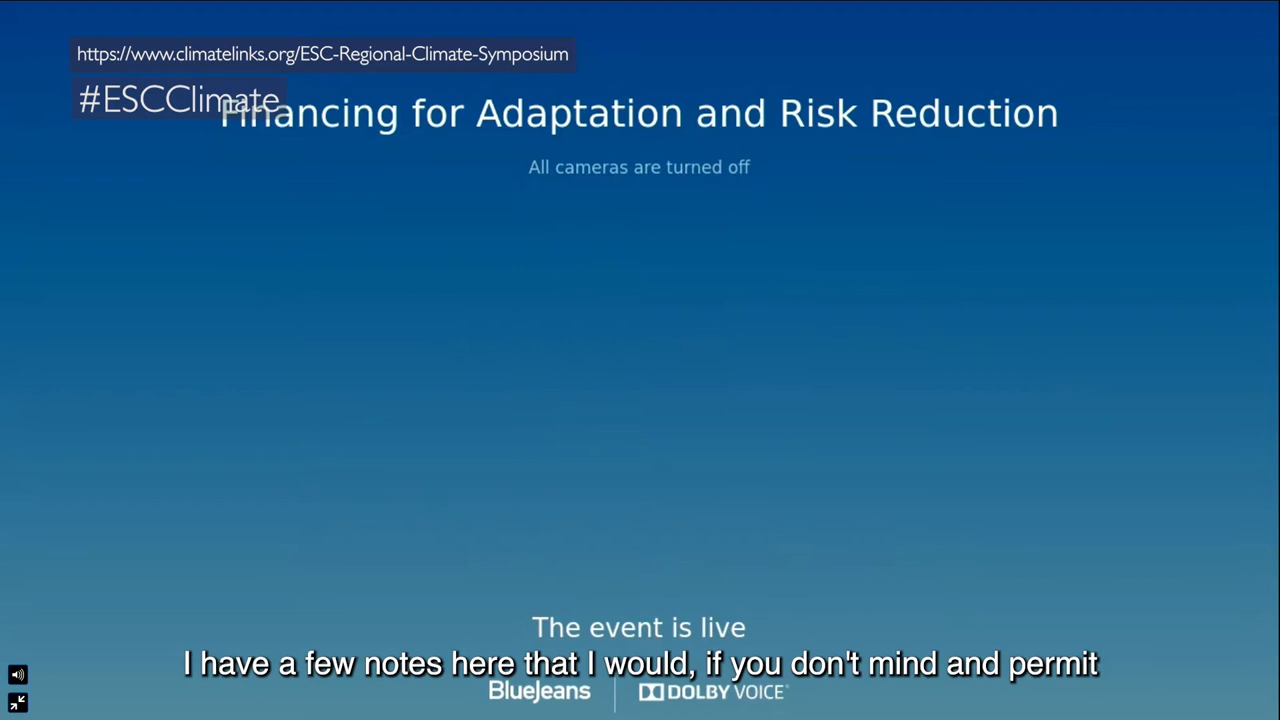 https://www.climatelinks.org/ESC-Regional-Climate-Symposium
#ESCClimate
Financing for Adaptation and Risk Reduction
All cameras are turned off
The event is live
I have a few notes here that I would, if you don't mind and permit
BlueJeans
DOLBY VOICE